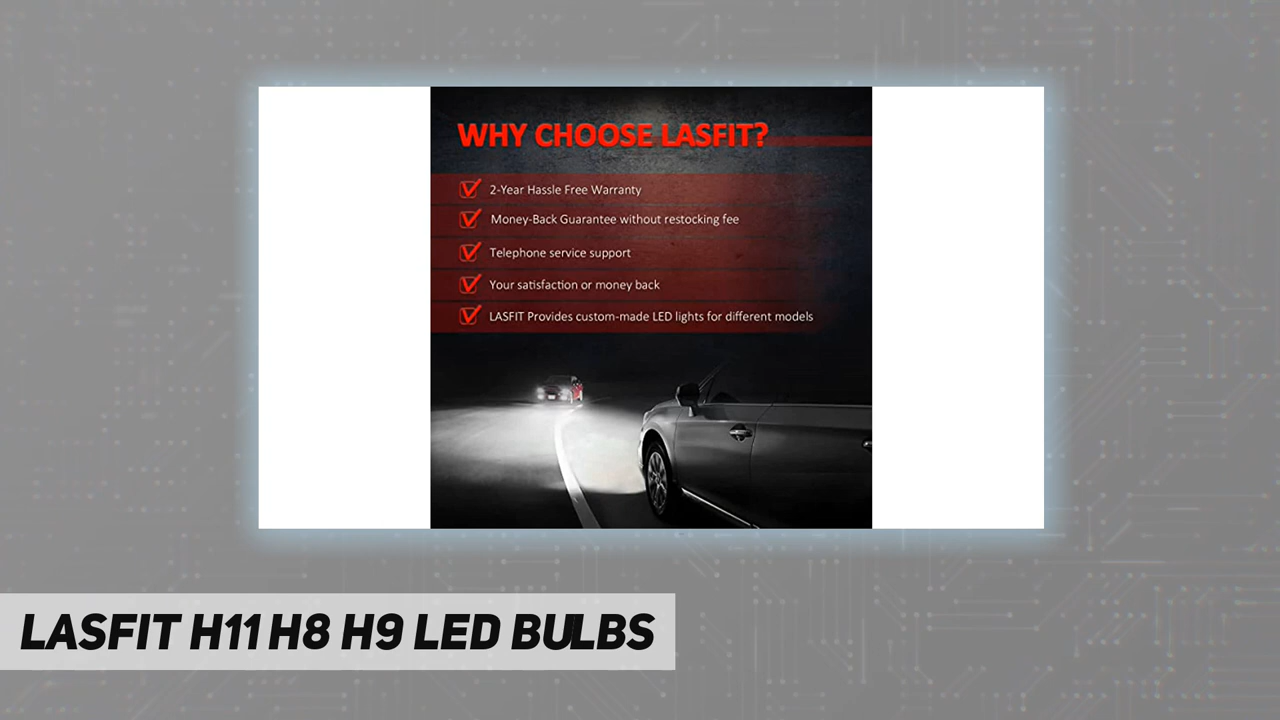 WHY CHOOSE LASFIT?
2-Year Hassle Free Warranty
Money-Back Guarantee without restocking fee
Telephone service support
Your satisfaction or money back
LASFIT Provides custom-made LED lights for different models
LASFIT H11 H8 H9 LED BULBS